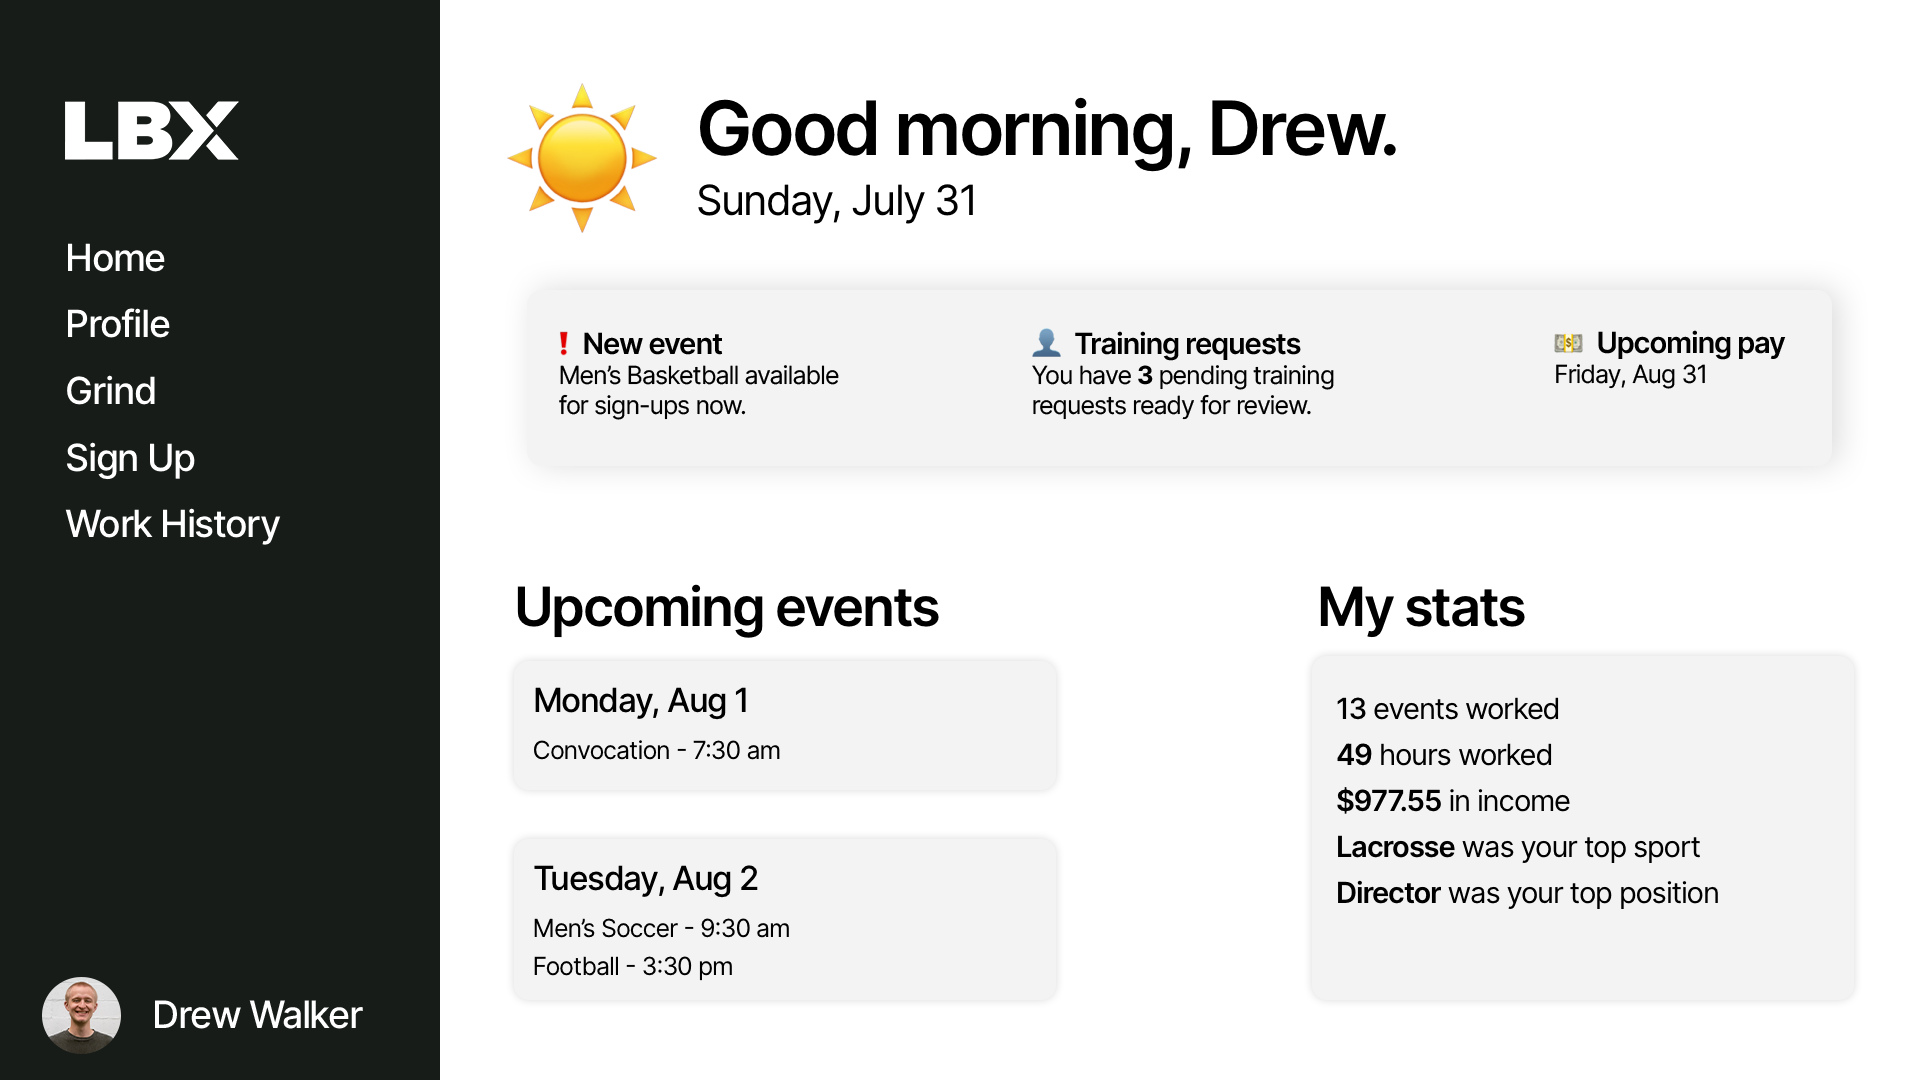 LBX
Home
Profile
Grind
Sign Up
Work History
Drew Walker
Good morning, Drew.
Sunday, July 31
New event
Men’s Basketball available
for sign-ups now.
Training requests
You have 3 pending training
requests ready for review.
Upcoming pay
Friday, Aug 31
Upcoming events
Monday, Aug 1
Convocation - 7:30 am
Tuesday, Aug 2
Men’s Soccer - 9:30 am
Football - 3:30 pm
My stats
13 events worked
49 hours worked
$977.55 in income
Lacrosse was your top sport
Director was your top position